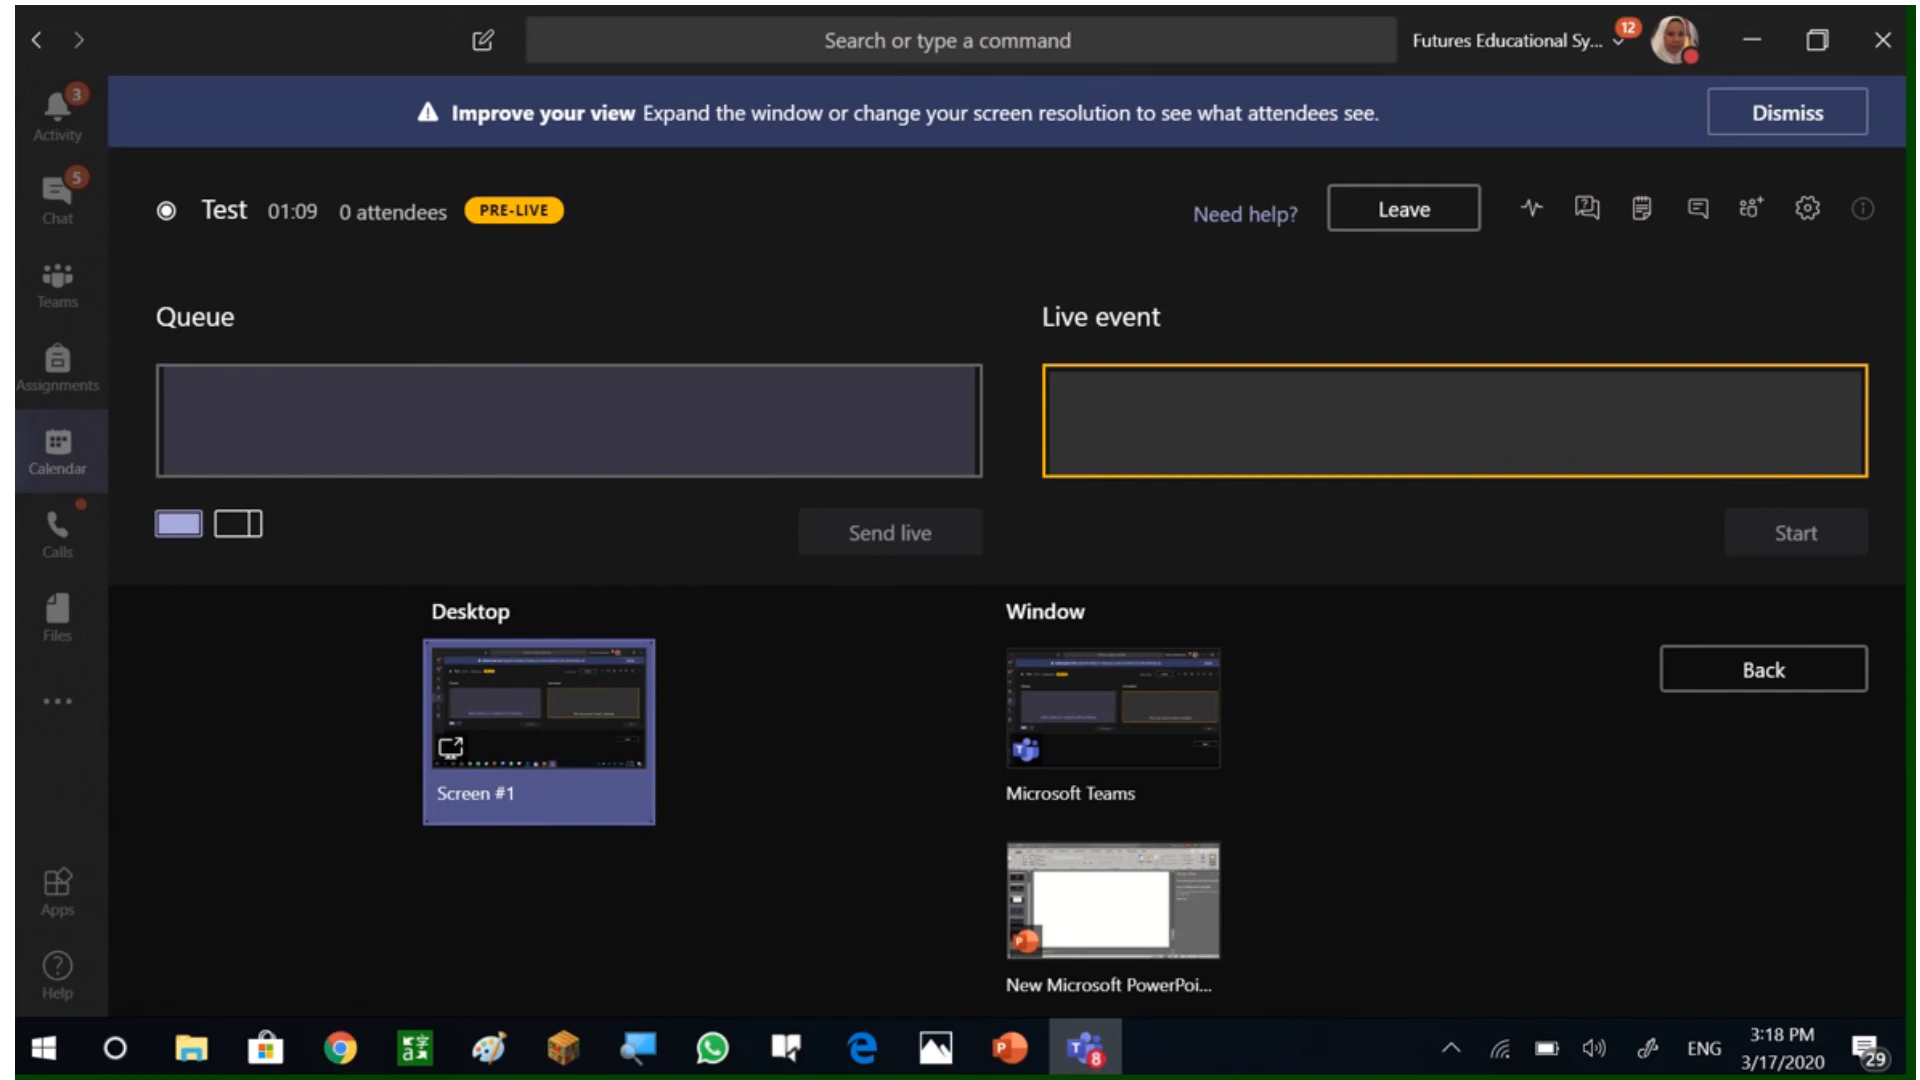 Search or type a command
Futures Educational Sy...
12
Improve your view Expand the window or change your screen resolution to see what attendees see.
Dismiss
3
Activity
5
Chat
Teams
Assignments
Calendar
Calls
Files
Apps
Help
Test 01:09 0 attendees PRE-LIVE
Need help?
Leave
Queue
Live event
Send live
Start
Desktop
Window
Back
Screen #1
Microsoft Teams
New Microsoft PowerPoi...
8
ENG
3:18 PM
3/17/2020
29